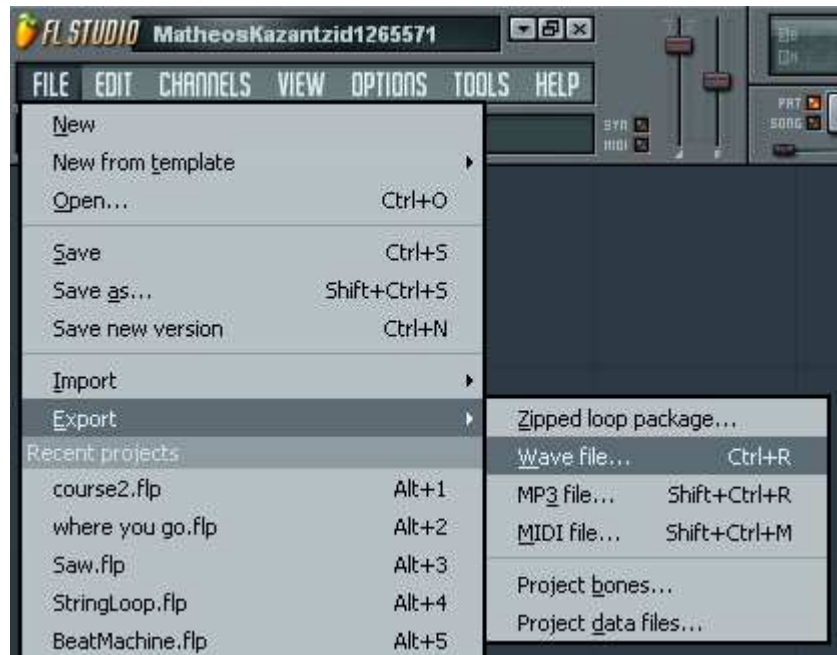 FL STUDIO MatheosKazantzid1265571
FILE EDIT CHANNELS VIEW OPTIONS TOOLS HELP
PAT
SONG
SYN
MIDI
New
New from template
Open... Ctrl+O
Save Ctrl+S
Save as... Shift+Ctrl+S
Save new version Ctrl+N
Import
Export
Recent projects
course2.flp Alt+1
where you go.flp Alt+2
Saw.flp Alt+3
StringLoop.flp Alt+4
BeatMachine.flp Alt+5
Zipped loop package...
Wave file... Ctrl+R
MP3 file... Shift+Ctrl+R
MIDI file... Shift+Ctrl+M
Project bones...
Project data files...